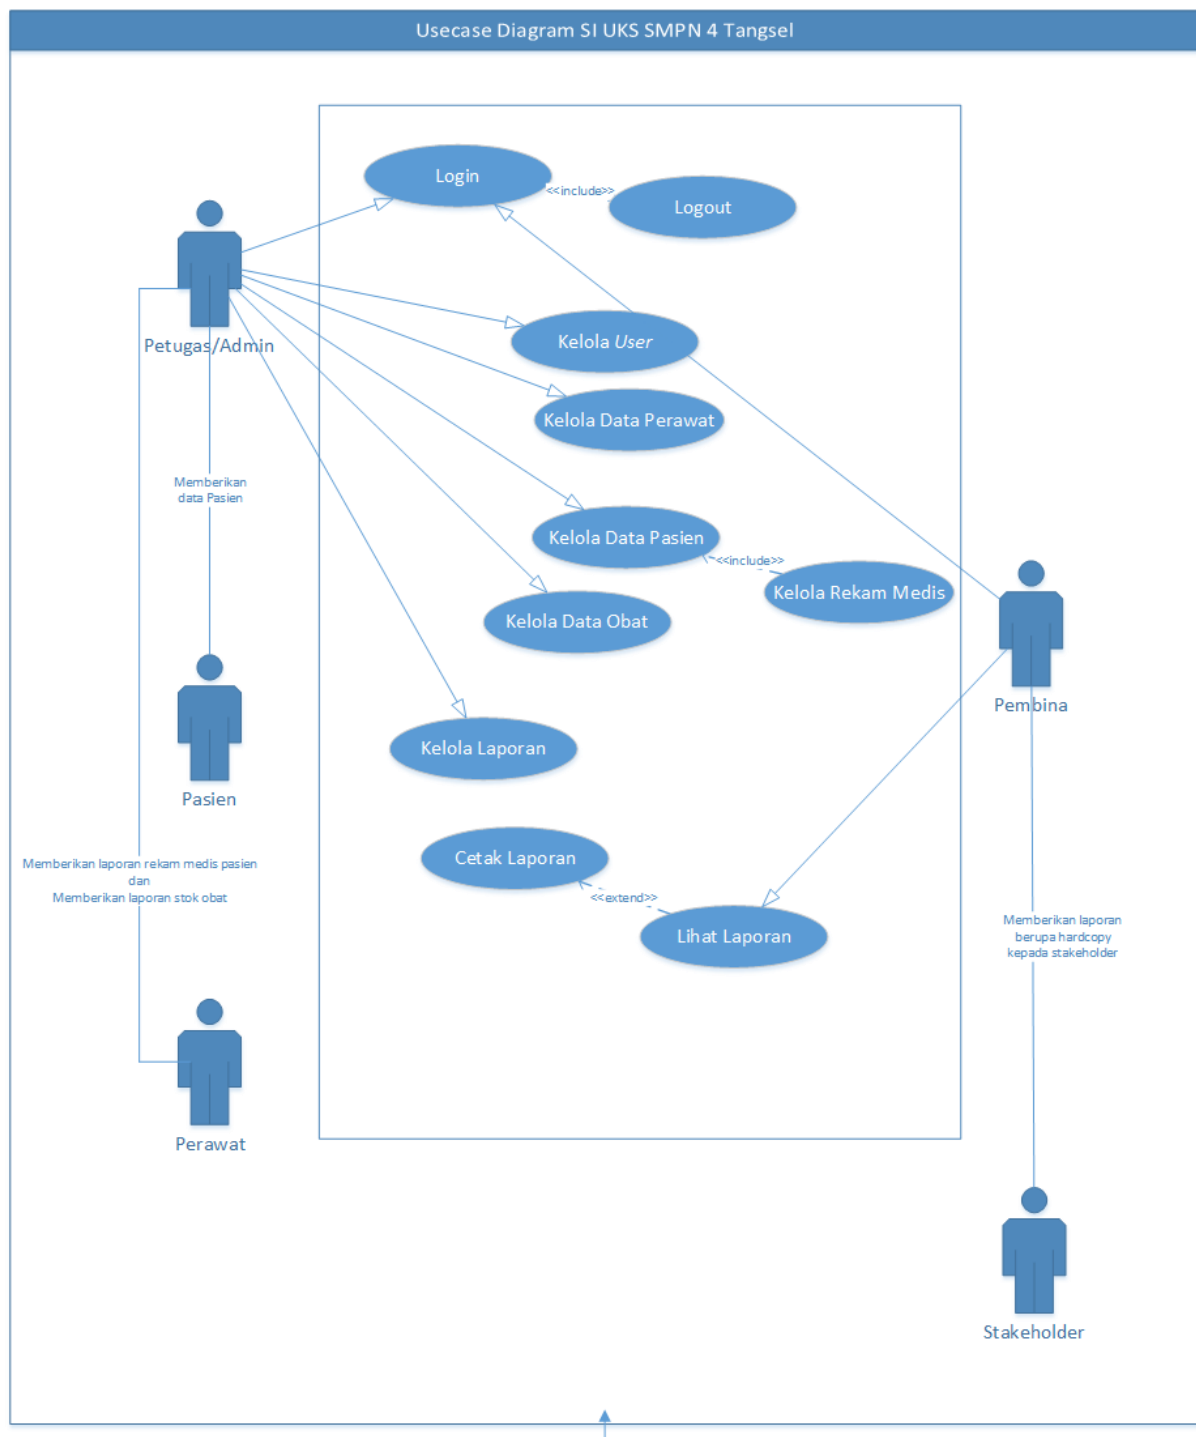 Usecase Diagram SI UKS SMPN 4 Tangsel
Login
<<include>>
Logout
Petugas/Admin
Kelola User
Kelola Data Perawat
Memberikan
data Pasien
Kelola Data Pasien
<<include>>
Kelola Rekam Medis
Kelola Data Obat
Pembina
Kelola Laporan
Pasien
Memberikan laporan rekam medis pasien
dan
Memberikan laporan stok obat
Cetak Laporan
<<extend>>
Lihat Laporan
Memberikan laporan
berupa hardcopy
kepada stakeholder
Perawat
Stakeholder